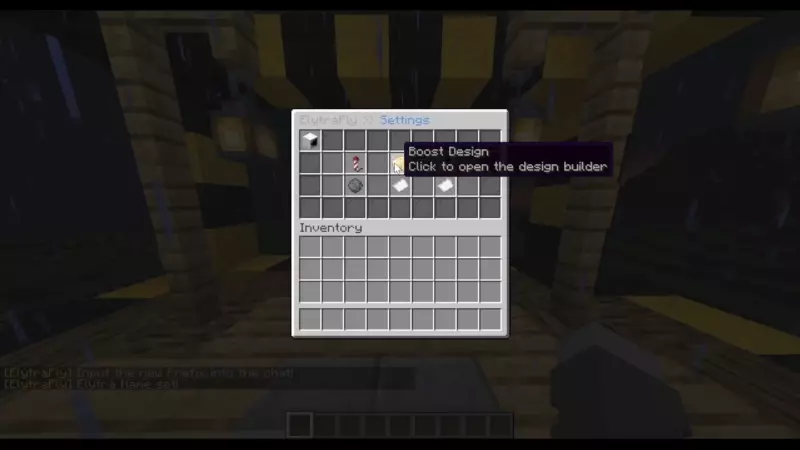 ElytraFly >> Settings
Boost Design
Click to open the design builder
Inventory
[ElytraFly] Input the new Prefix into the chat!
[ElytraFly] Elytra Name set!